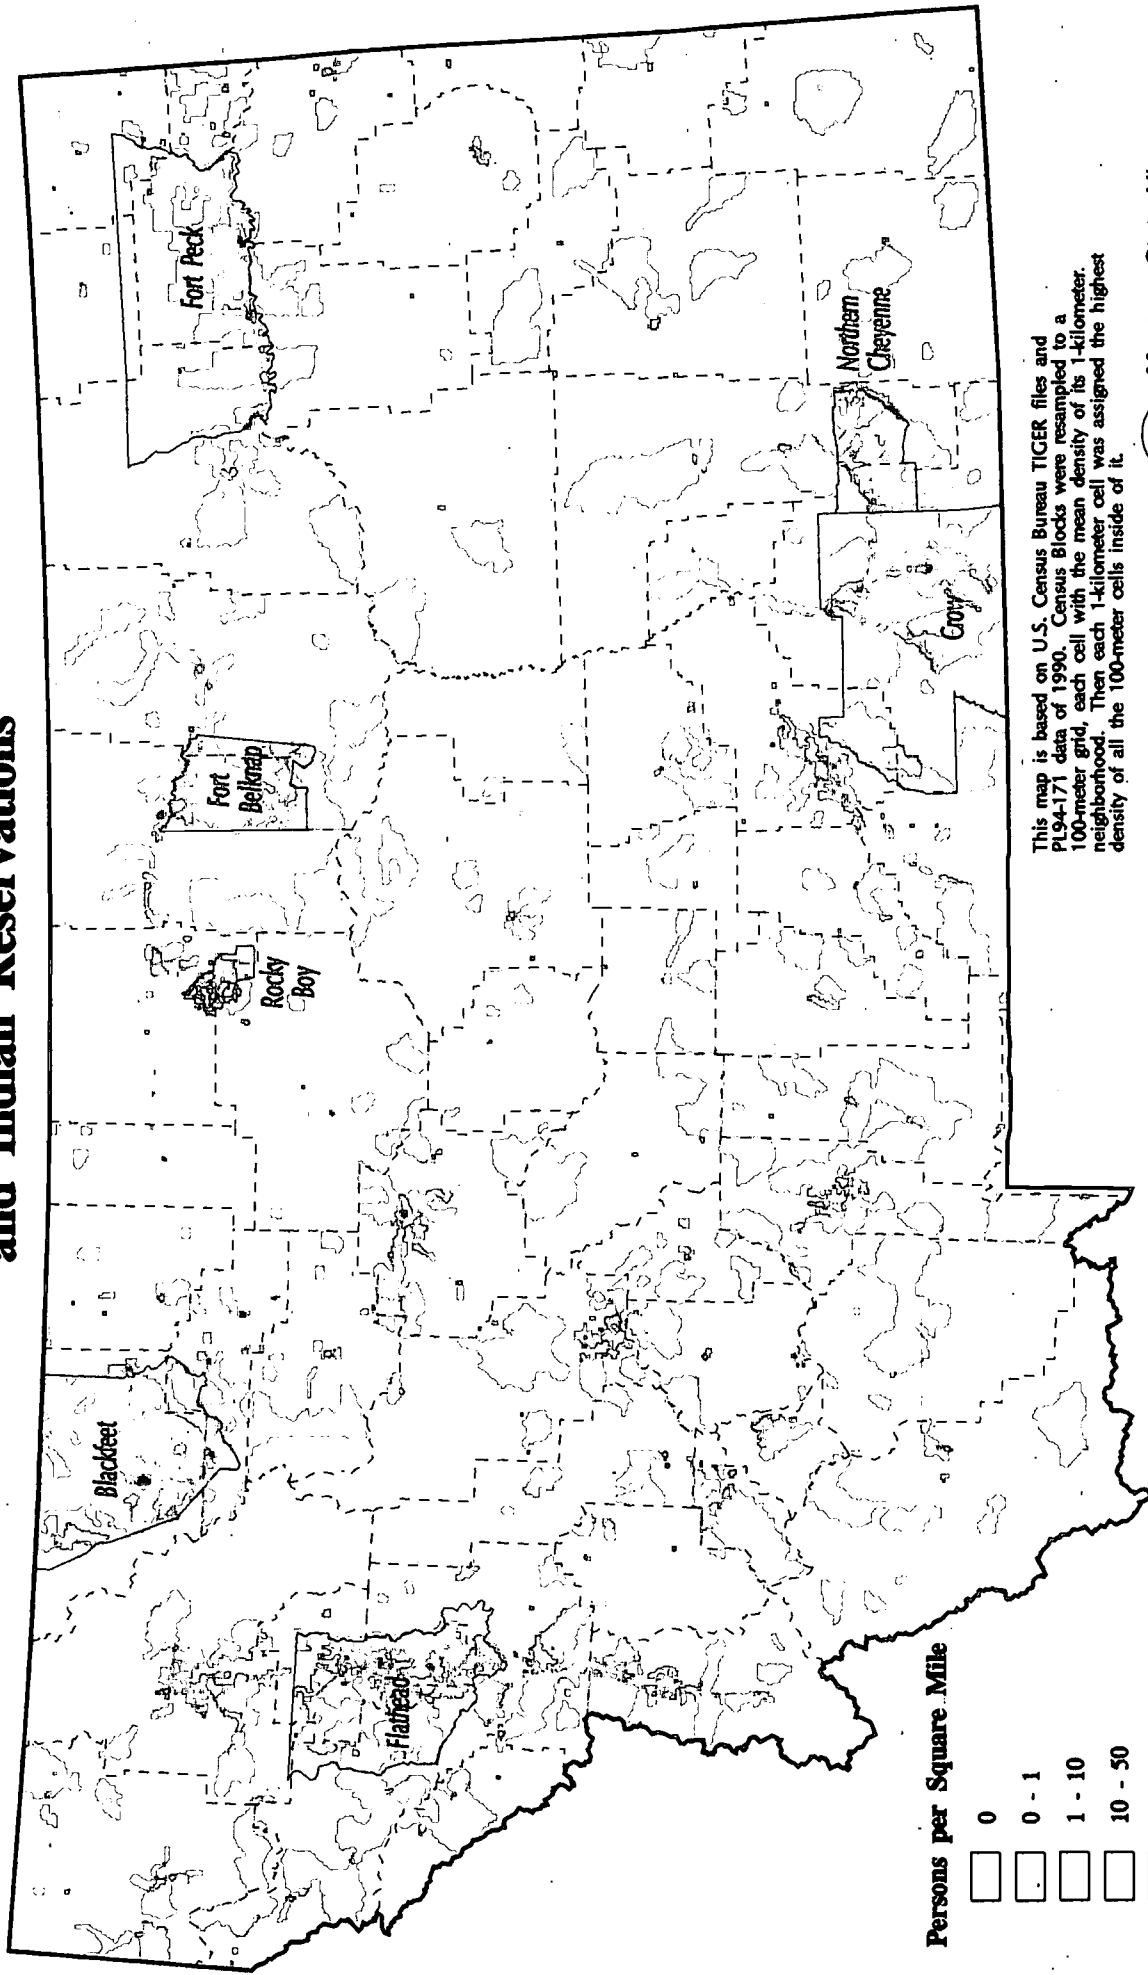 and Indian Reservations
Blackfeet
Flathead
Rocky
Boy
Fort
Belknap
Fort Peck
Northern
Cheyenne
Crow
Persons per Square Mile
0
0 - 1
1 - 10
10 - 50
This map is based on U.S. Census Bureau TIGER files and
PL94-171 data of 1990. Census Blocks were resampled to a
100-meter grid, each cell with the mean density of its 1-kilometer.
neighborhood. Then each 1-kilometer cell was assigned the highest
density of all the 100-meter cells inside of it.